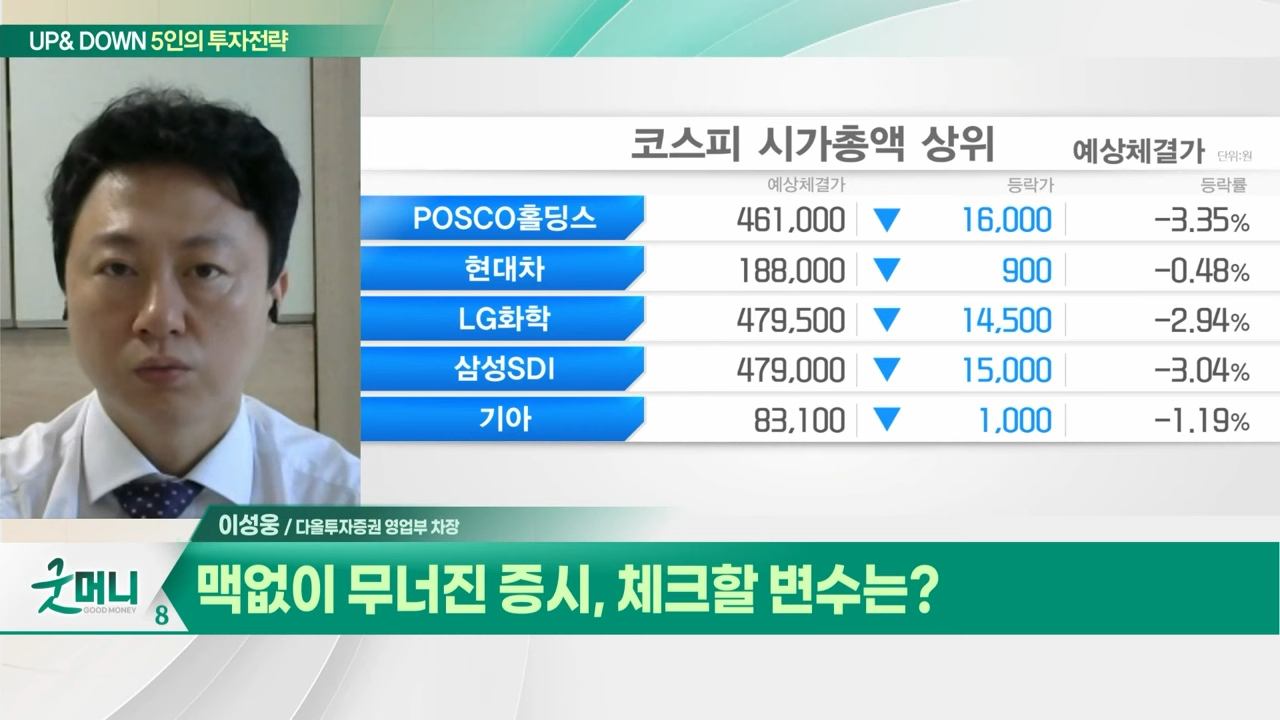 UP& DOWN 5인의 투자전략
코스피 시가총액 상위
예상체결가 단위:원
예상체결가 등락가 등락률
POSCO홀딩스 461,000 ▼ 16,000 -3.35%
현대차 188,000 ▼ 900 -0.48%
LG화학 479,500 ▼ 14,500 -2.94%
삼성SDI 479,000 ▼ 15,000 -3.04%
기아 83,100 ▼ 1,000 -1.19%
이성웅 / 다올투자증권 영업부 차장
굿머니
GOOD MONEY
8
맥없이 무너진 증시, 체크할 변수는?